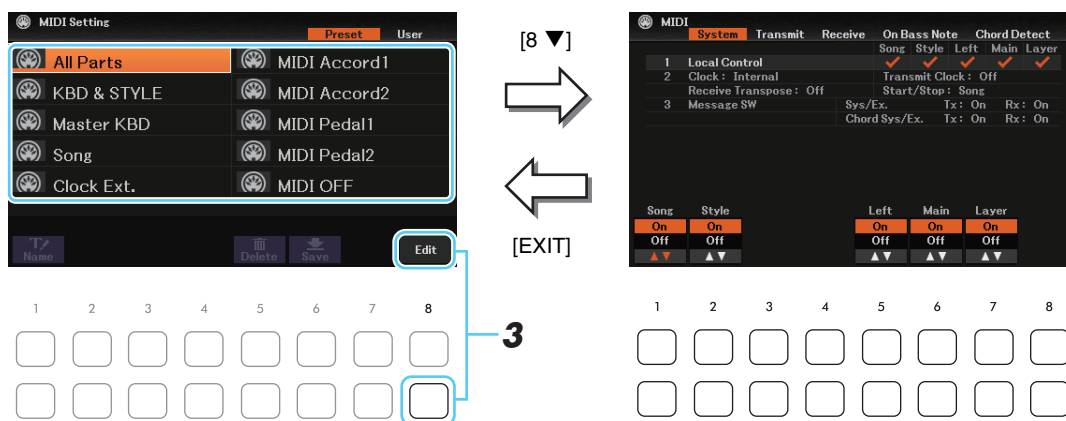 MIDI Setting
Preset User
All Parts MIDI Accord1
KBD & STYLE MIDI Accord2
Master KBD MIDI Pedal1
Song MIDI Pedal2
Clock Ext. MIDI OFF
Name Delete Save Edit
1 2 3 4 5 6 7 8
3
[8 ▼]
[EXIT]
MIDI
System Transmit Receive On Bass Note Chord Detect
Song Style Left Main Layer
1 Local Control
2 Clock : Internal Transmit Clock : Off
Receive Transpose : Off Start/Stop : Song
3 Message SW Sys/Ex. Tx : On Rx : On
Chord Sys/Ex. Tx : On Rx : On
Song Style Left Main Layer
On On On On On
Off Off Off Off Off
▲▼ ▲▼ ▲▼ ▲▼ ▲▼
1 2 3 4 5 6 7 8